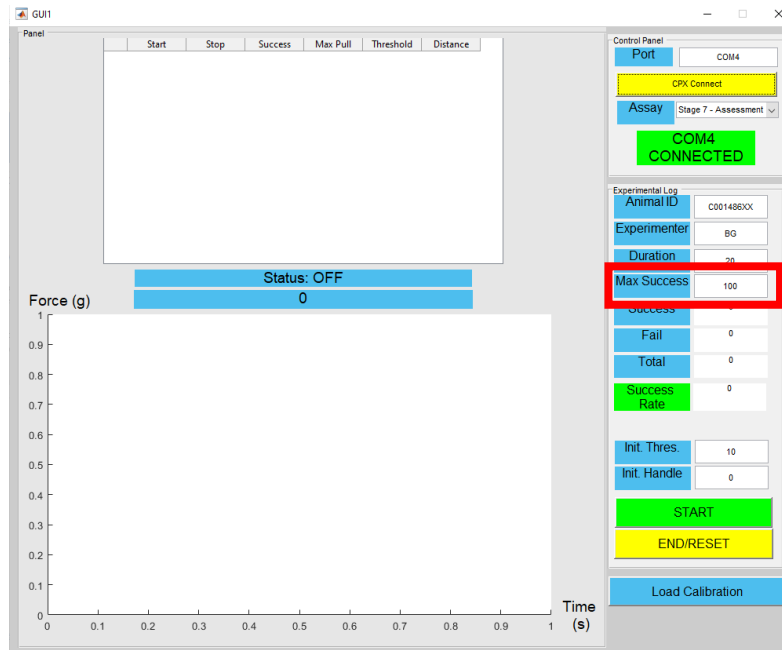 GUI1
Panel
Start Stop Success Max Pull Threshold Distance
Status: OFF
0
Force (g)
1
0.9
0.8
0.7
0.6
0.5
0.4
0.3
0.2
0.1
0
0 0.1 0.2 0.3 0.4 0.5 0.6 0.7 0.8 0.9 1
Time
(s)
Control Panel
Port COM4
CPX Connect
Assay Stage 7 - Assessment
COM4
CONNECTED
Experimental Log
Animal ID C001486XX
Experimenter BG
Duration 20
Max Success 100
Success
Fail 0
Total 0
Success 0
Rate
Init. Thres. 10
Init. Handle 0
START
END/RESET
Load Calibration